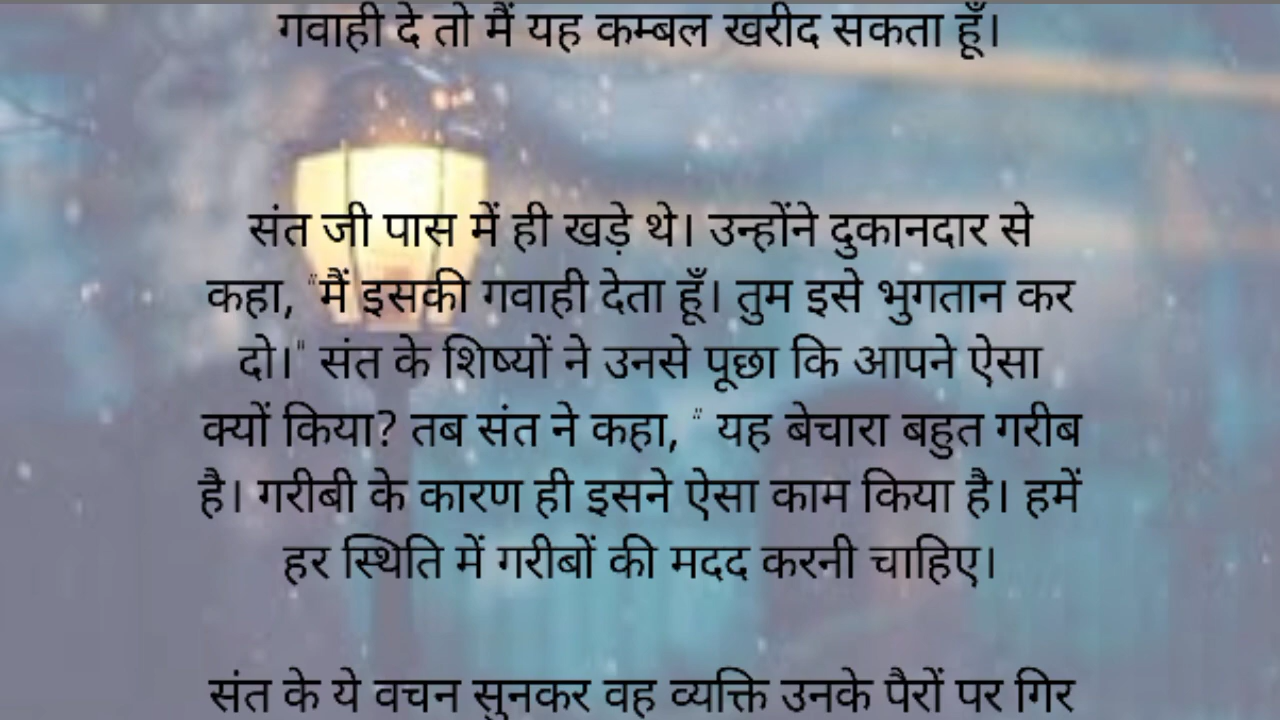 गवाही दे तो मैं यह कम्बल खरीद सकता हूँ।
संत जी पास में ही खड़े थे। उन्होंने दुकानदार से
कहा, "मैं इसकी गवाही देता हूँ। तुम इसे भुगतान कर
दो।" संत के शिष्यों ने उनसे पूछा कि आपने ऐसा
क्यों किया? तब संत ने कहा, " यह बेचारा बहुत गरीब
है। गरीबी के कारण ही इसने ऐसा काम किया है। हमें
हर स्थिति में गरीबों की मदद करनी चाहिए।
संत के ये वचन सुनकर वह व्यक्ति उनके पैरों पर गिर